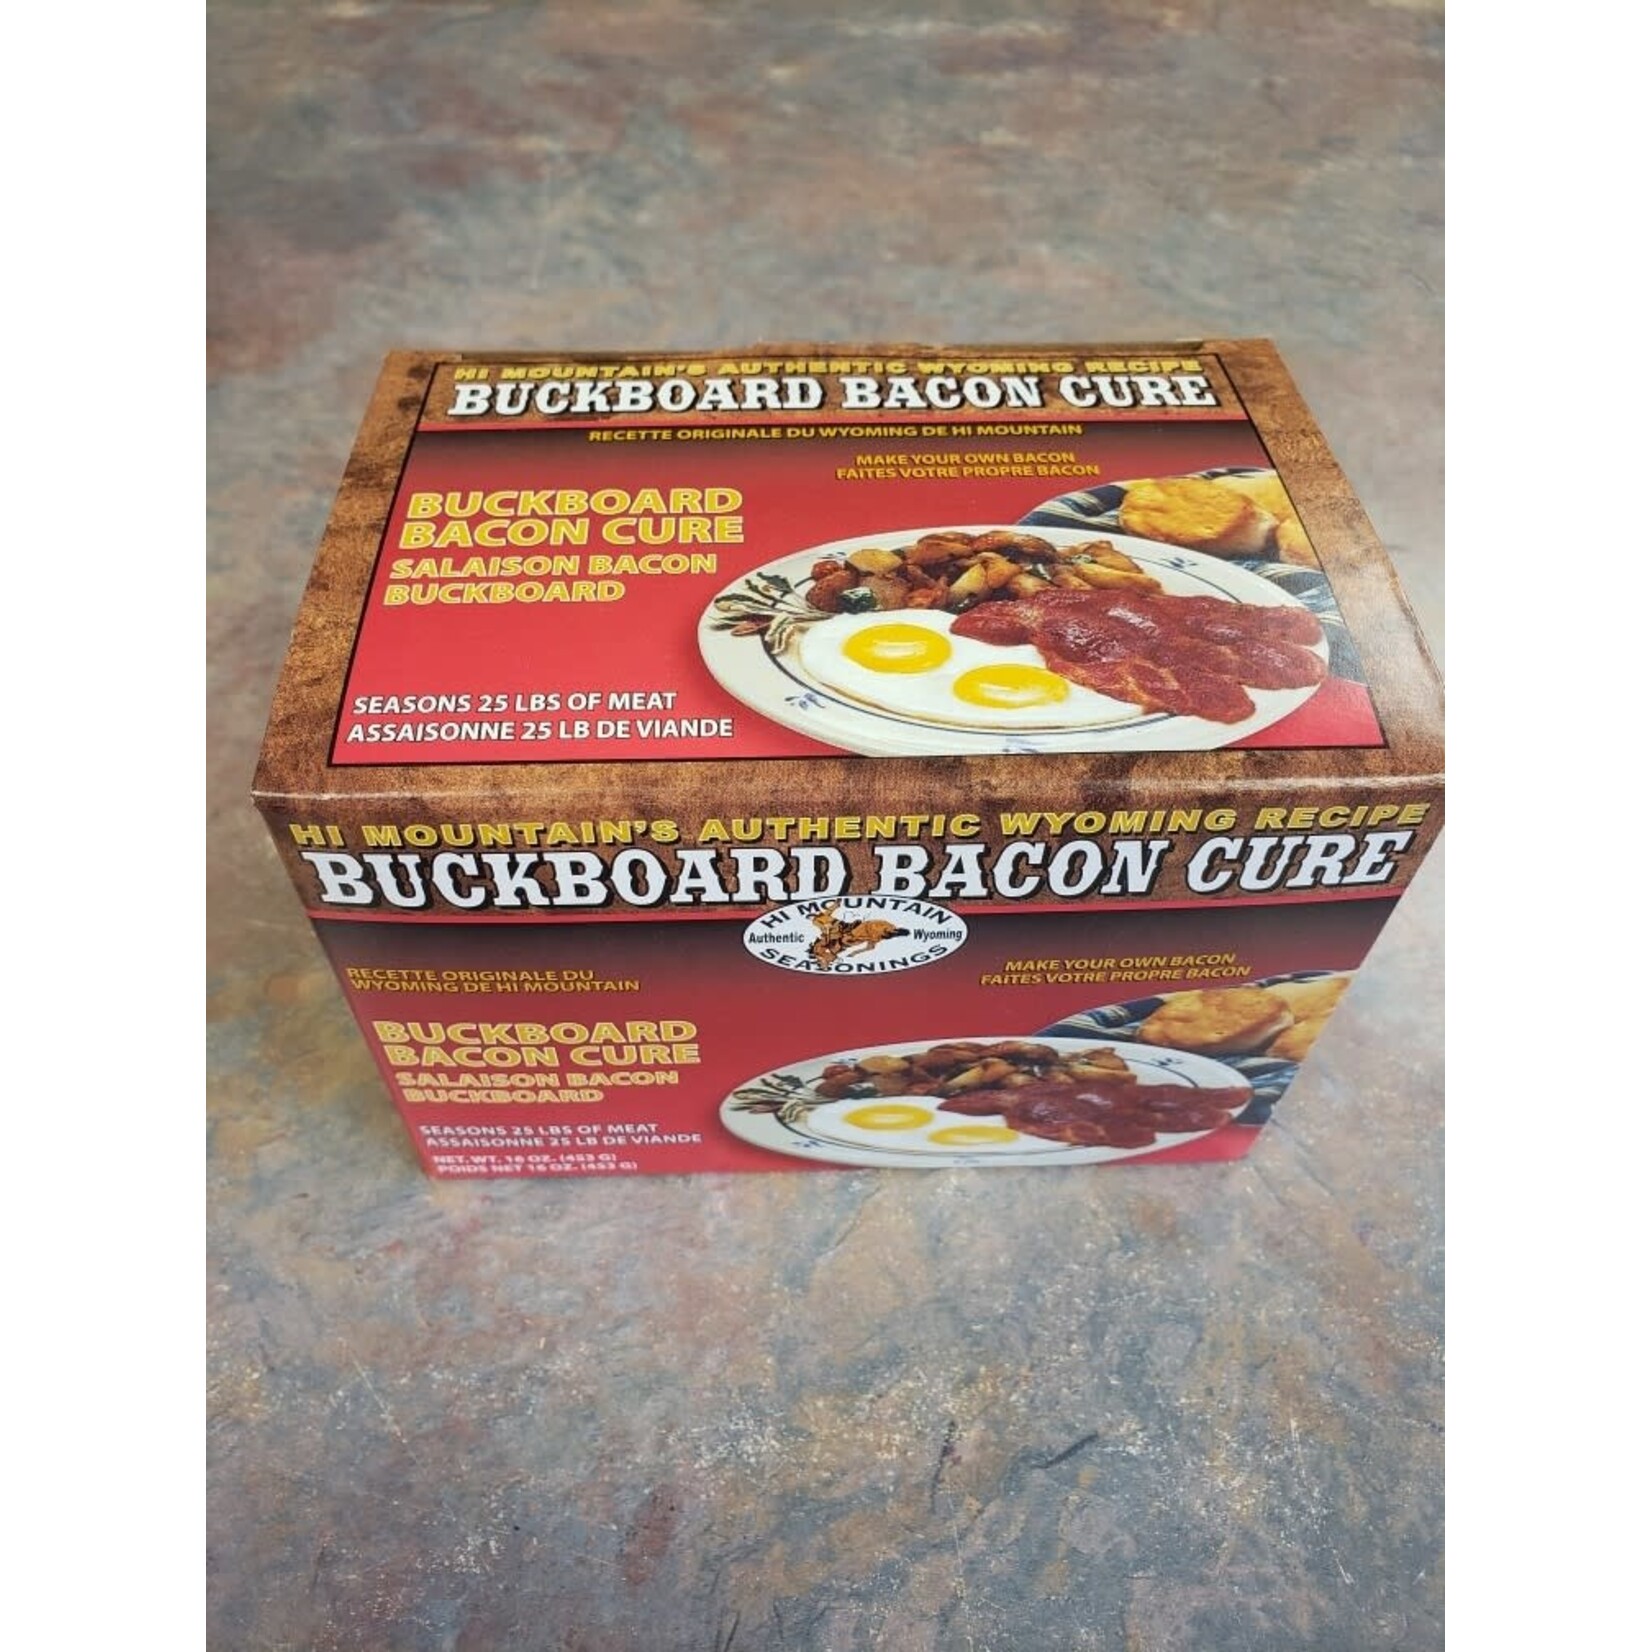 HI MOUNTAIN'S AUTHENTIC WYOMING RECIPE
BUCKBOARD BACON CURE
RECETTE ORIGINALE DU WYOMING DE HI MOUNTAIN
MAKE YOUR OWN BACON
FAITES VOTRE PROPRE BACON
BUCKBOARD
BACON CURE
SALAISON BACON
BUCKBOARD
SEASONS 25 LBS OF MEAT
ASSAISONNE 25 LB DE VIANDE
HI MOUNTAIN'S AUTHENTIC WYOMING RECIPE
BUCKBOARD BACON CURE
HI MOUNTAIN
Authentic Wyoming
SEASONINGS
RECETTE ORIGINALE DU
WYOMING DE HI MOUNTAIN
MAKE YOUR OWN BACON
FAITES VOTRE PROPRE BACON
BUCKBOARD
BACON CURE
SALAISON BACON
BUCKBOARD
SEASONS 25 LBS OF MEAT
ASSAISONNE 25 LB DE VIANDE
NET. WT. 16 OZ. (453 G)
POIDS NET 16 OZ. (453 G)